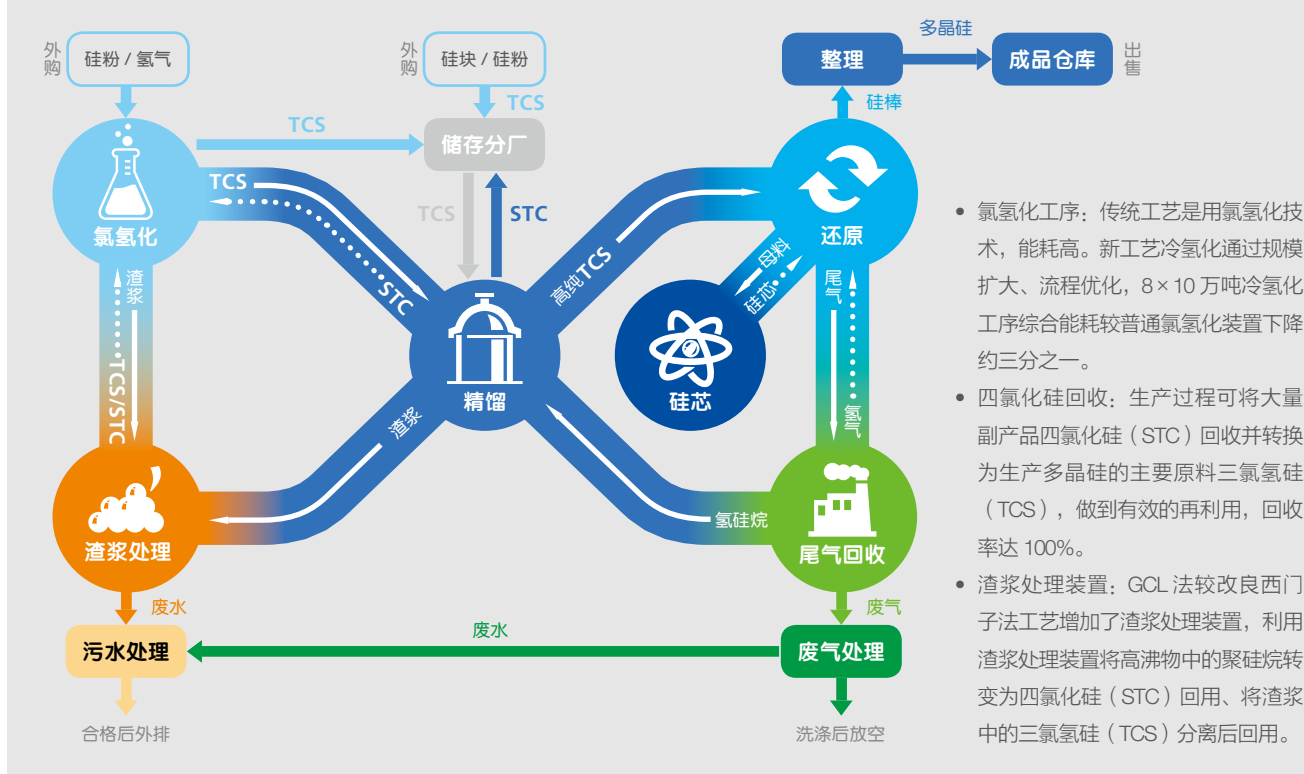 外购
硅粉 / 氢气
外购
硅块 / 硅粉
整理
多晶硅
成品仓库
出售
TCS
硅棒
TCS
储存分厂
TCS
STC
氯氢化
TCS
STC
TCS
STC
高纯TCS
还原
母料
硅芯
硅芯
精馏
渣浆
TCS/STC
渣浆
尾气
氢气
氢硅烷
渣浆处理
尾气回收
废水
废气
污水处理
废水
废气处理
合格后外排
洗涤后放空
• 氯氢化工序：传统工艺是用氯氢化技
术，能耗高。新工艺冷氢化通过规模
扩大、流程优化，8×10 万吨冷氢化
工序综合能耗较普通氯氢化装置下降
约三分之一。
• 四氯化硅回收：生产过程可将大量
副产品四氯化硅（STC）回收并转换
为生产多晶硅的主要原料三氯氢硅
（TCS），做到有效的再利用，回收
率达 100%。
• 渣浆处理装置：GCL 法较改良西门
子法工艺增加了渣浆处理装置，利用
渣浆处理装置将高沸物中的聚硅烷转
变为四氯化硅（STC）回用、将渣浆
中的三氯氢硅（TCS）分离后回用。